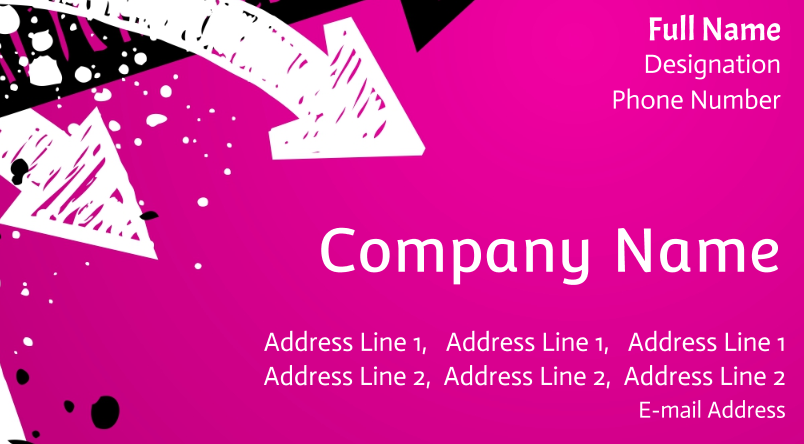 Full Name
Designation
Phone Number
Company Name
Address Line 1, Address Line 1, Address Line 1
Address Line 2, Address Line 2, Address Line 2
E-mail Address